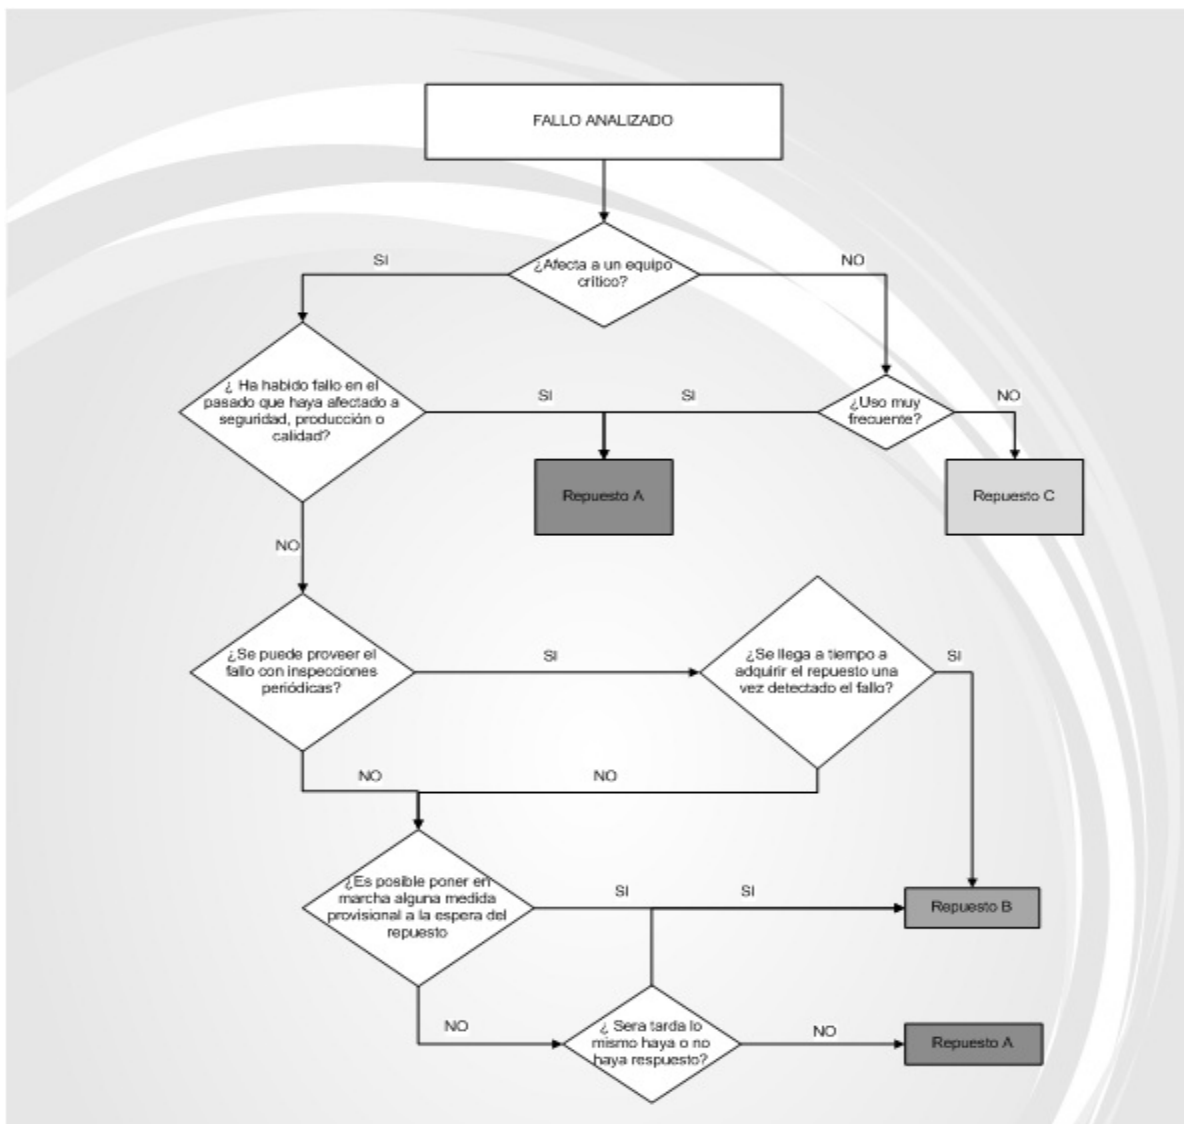 FALLO ANALIZADO
SI
¿Afecta a un equipo
crítico?
NO
¿ Ha habido fallo en el
pasado que haya afectado a
seguridad, producción o
calidad?
SI
SI
¿Uso muy
frecuente?
NO
Repuesto A
Repuesto C
NO
¿Se puede proveer el
fallo con inspecciones
periódicas?
SI
¿Se llega a tiempo a
adquirir el repuesto una
vez detectado el fallo?
SI
NO
NO
¿Es posible poner en
marcha alguna medida
provisional a la espera del
repuesto
SI
SI
Repuesto B
NO
¿ Sera tarda lo
mismo haya o no
haya respuesto?
NO
Repuesto A